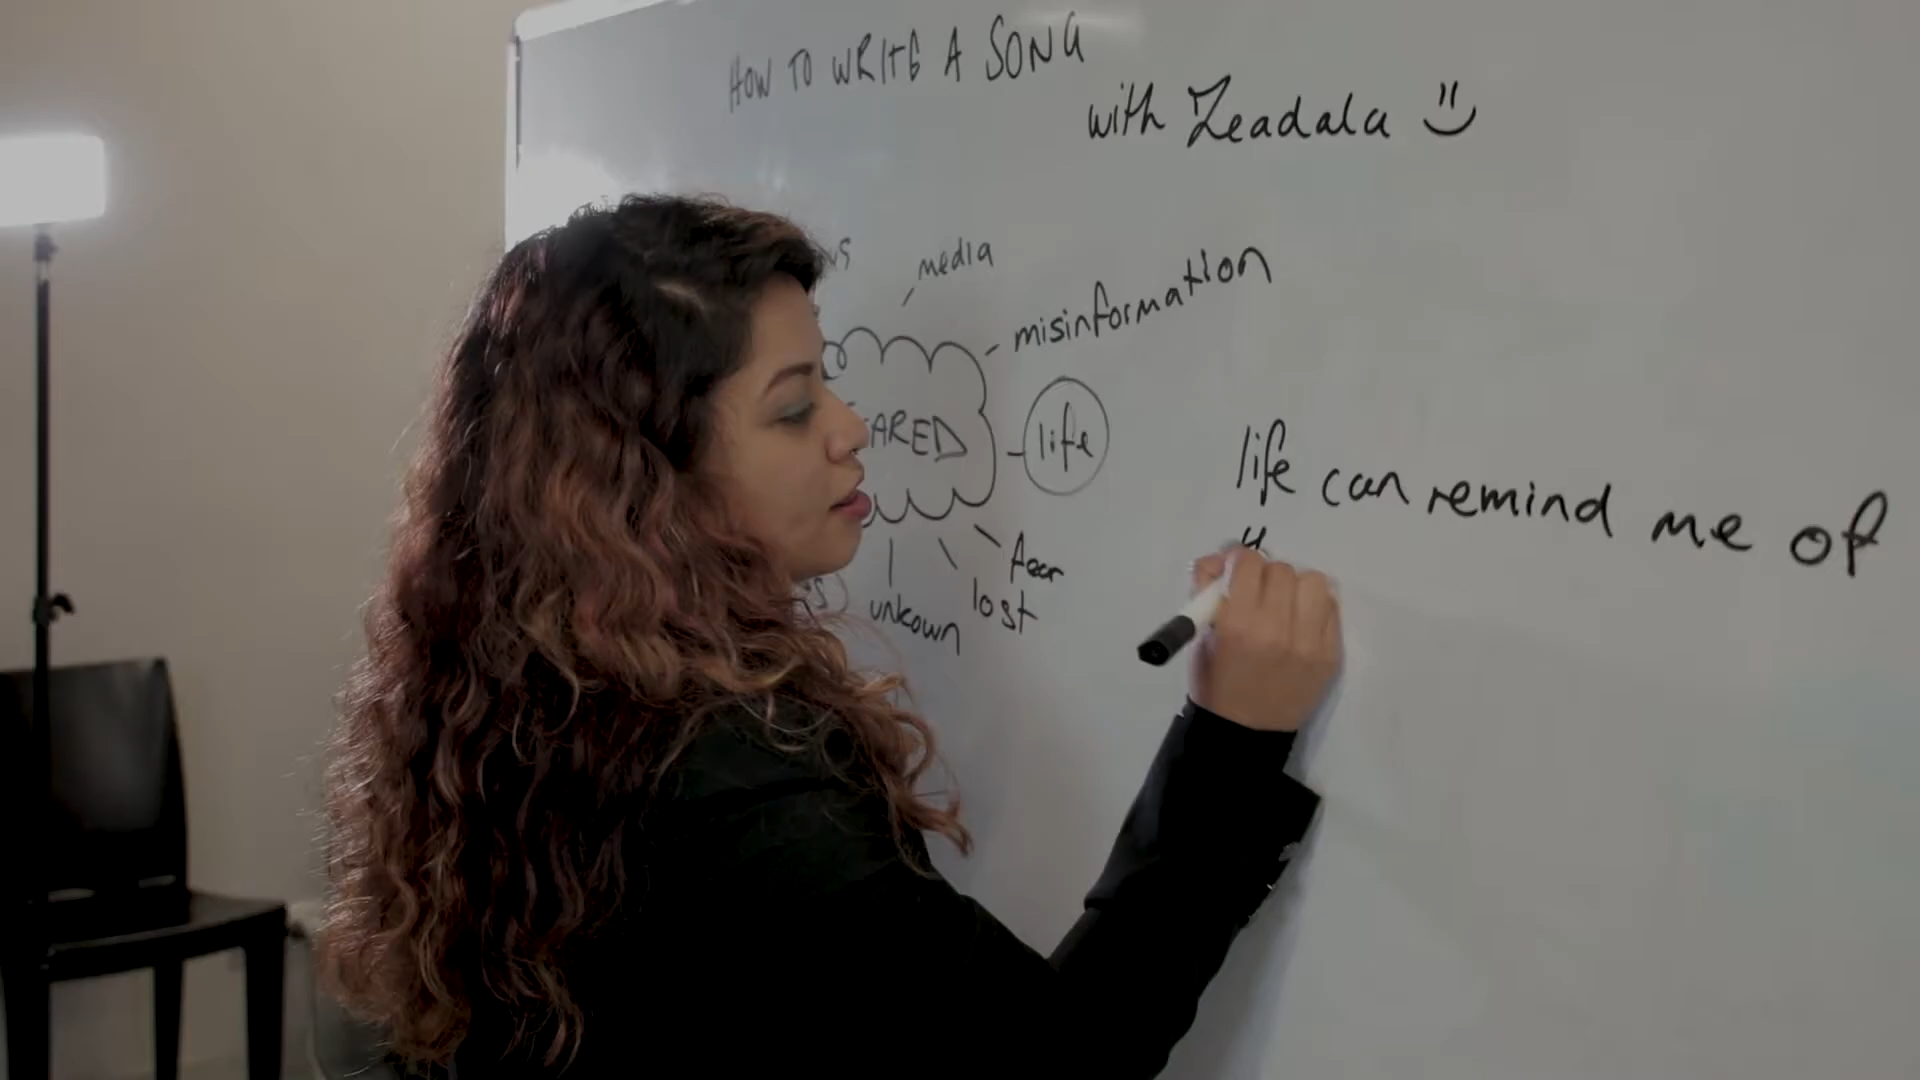 HOW TO WRITE A SONG
with Zeadala
media
misinformation
life
fear
lost
unkown
life can remind me of